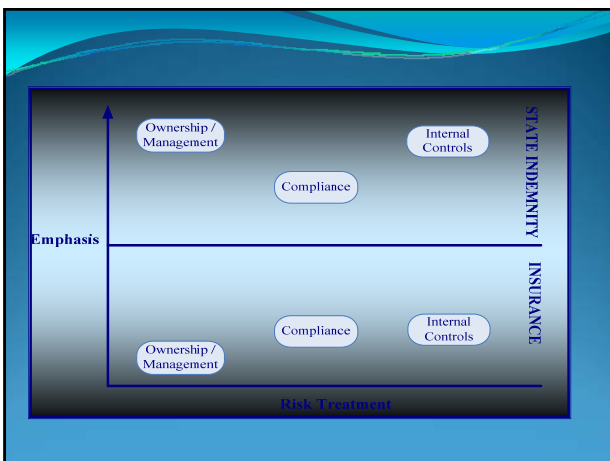 Ownership /
Management
Internal
Controls
Compliance
STATE INDEMNITY
Emphasis
INSURANCE
Compliance
Internal
Controls
Ownership /
Management
Risk Treatment